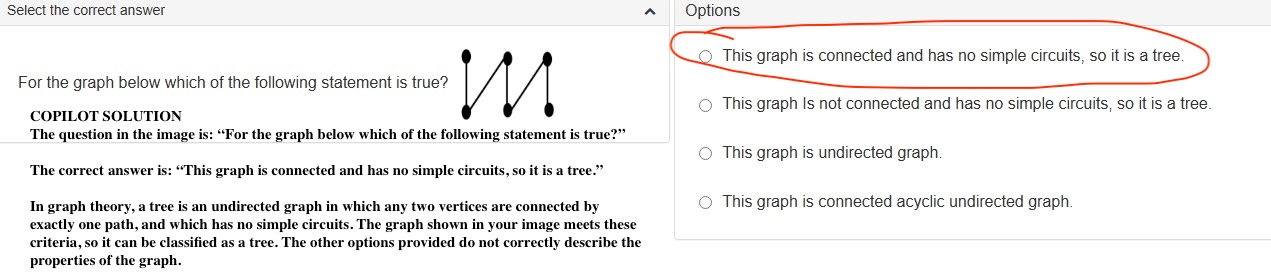 Select the correct answer
For the graph below which of the following statement is true?
COPILOT SOLUTION
The question in the image is: “For the graph below which of the following statement is true?”
The correct answer is: “This graph is connected and has no simple circuits, so it is a tree.”
In graph theory, a tree is an undirected graph in which any two vertices are connected by
exactly one path, and which has no simple circuits. The graph shown in your image meets these
criteria, so it can be classified as a tree. The other options provided do not correctly describe the
properties of the graph.
Options
This graph is connected and has no simple circuits, so it is a tree.
This graph Is not connected and has no simple circuits, so it is a tree.
This graph is undirected graph.
This graph is connected acyclic undirected graph.